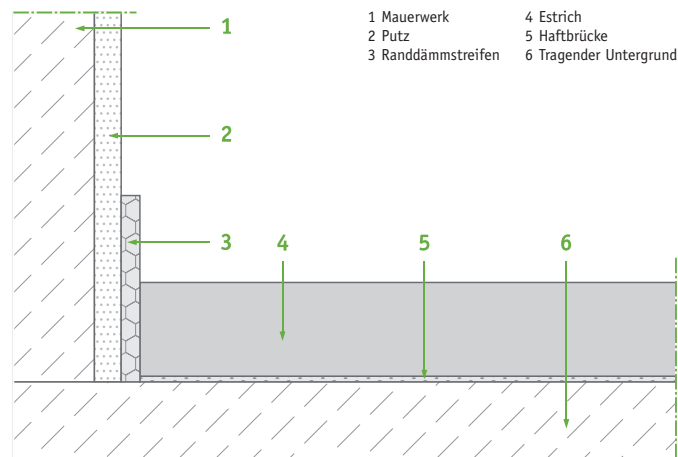 1 Mauerwerk
2 Putz
3 Randdämmstreifen
4 Estrich
5 Haftbrücke
6 Tragender Untergrund
1
2
3
4
5
6